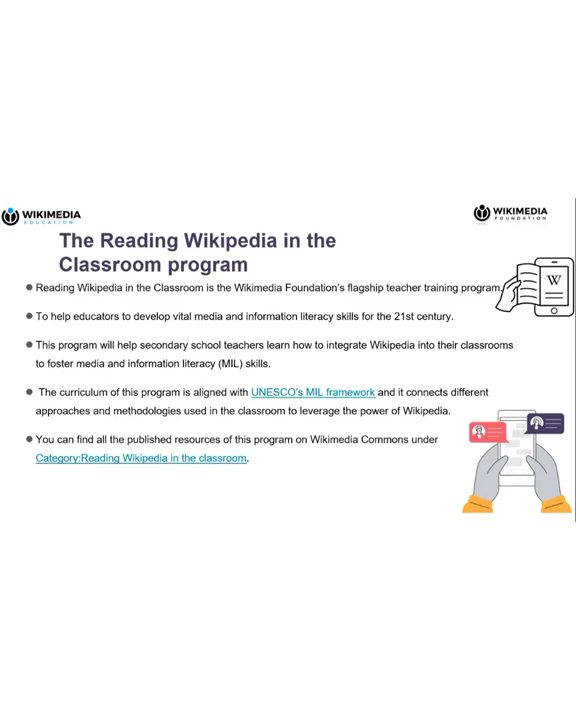 WIKIMEDIA
EDUCATION
WIKIMEDIA
FOUNDATION
The Reading Wikipedia in the
Classroom program
● Reading Wikipedia in the Classroom is the Wikimedia Foundation's flagship teacher training program.
● To help educators to develop vital media and information literacy skills for the 21st century.
● This program will help secondary school teachers learn how to integrate Wikipedia into their classrooms
to foster media and information literacy (MIL) skills.
● The curriculum of this program is aligned with UNESCO's MIL framework and it connects different
approaches and methodologies used in the classroom to leverage the power of Wikipedia.
● You can find all the published resources of this program on Wikimedia Commons under
Category:Reading Wikipedia in the classroom.
W